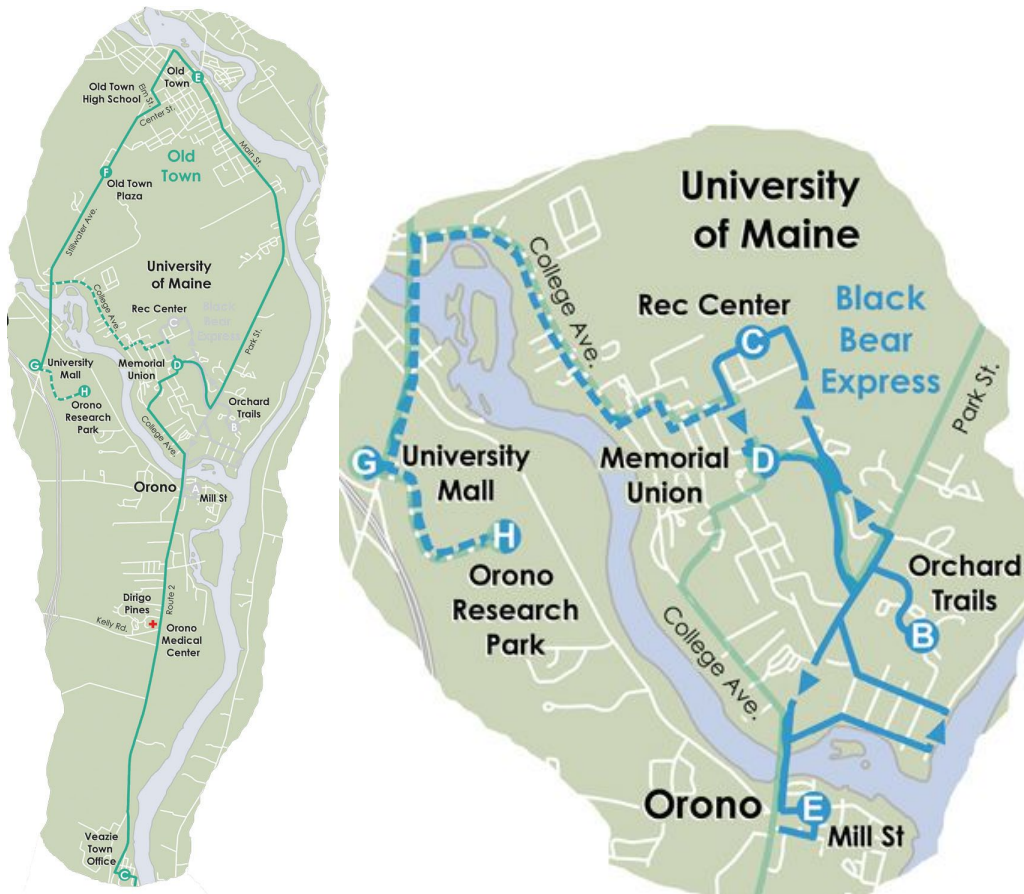 Old
Town
E
Old Town
High School
Elm St.
Center St.
Main St.
Old
Town
F
Old Town
Plaza
Stillwater Ave.
University
of Maine
College Ave.
Rec Center
C
Black
Bear
Express
Park St.
G
University
Mall
H
Orono
Research
Park
Memorial
Union
D
Orchard
Trails
B
College Ave.
Orono
A
Mill St
Dirigo
Pines
Route 2
Kelly Rd.
Orono
Medical
Center
Veazie
Town
Office
C
University
of Maine
College Ave.
Rec Center
C
Black
Bear
Express
Park St.
G
University
Mall
Memorial
Union
D
H
Orono
Research
Park
Orchard
Trails
B
College Ave.
Orono
E
Mill St